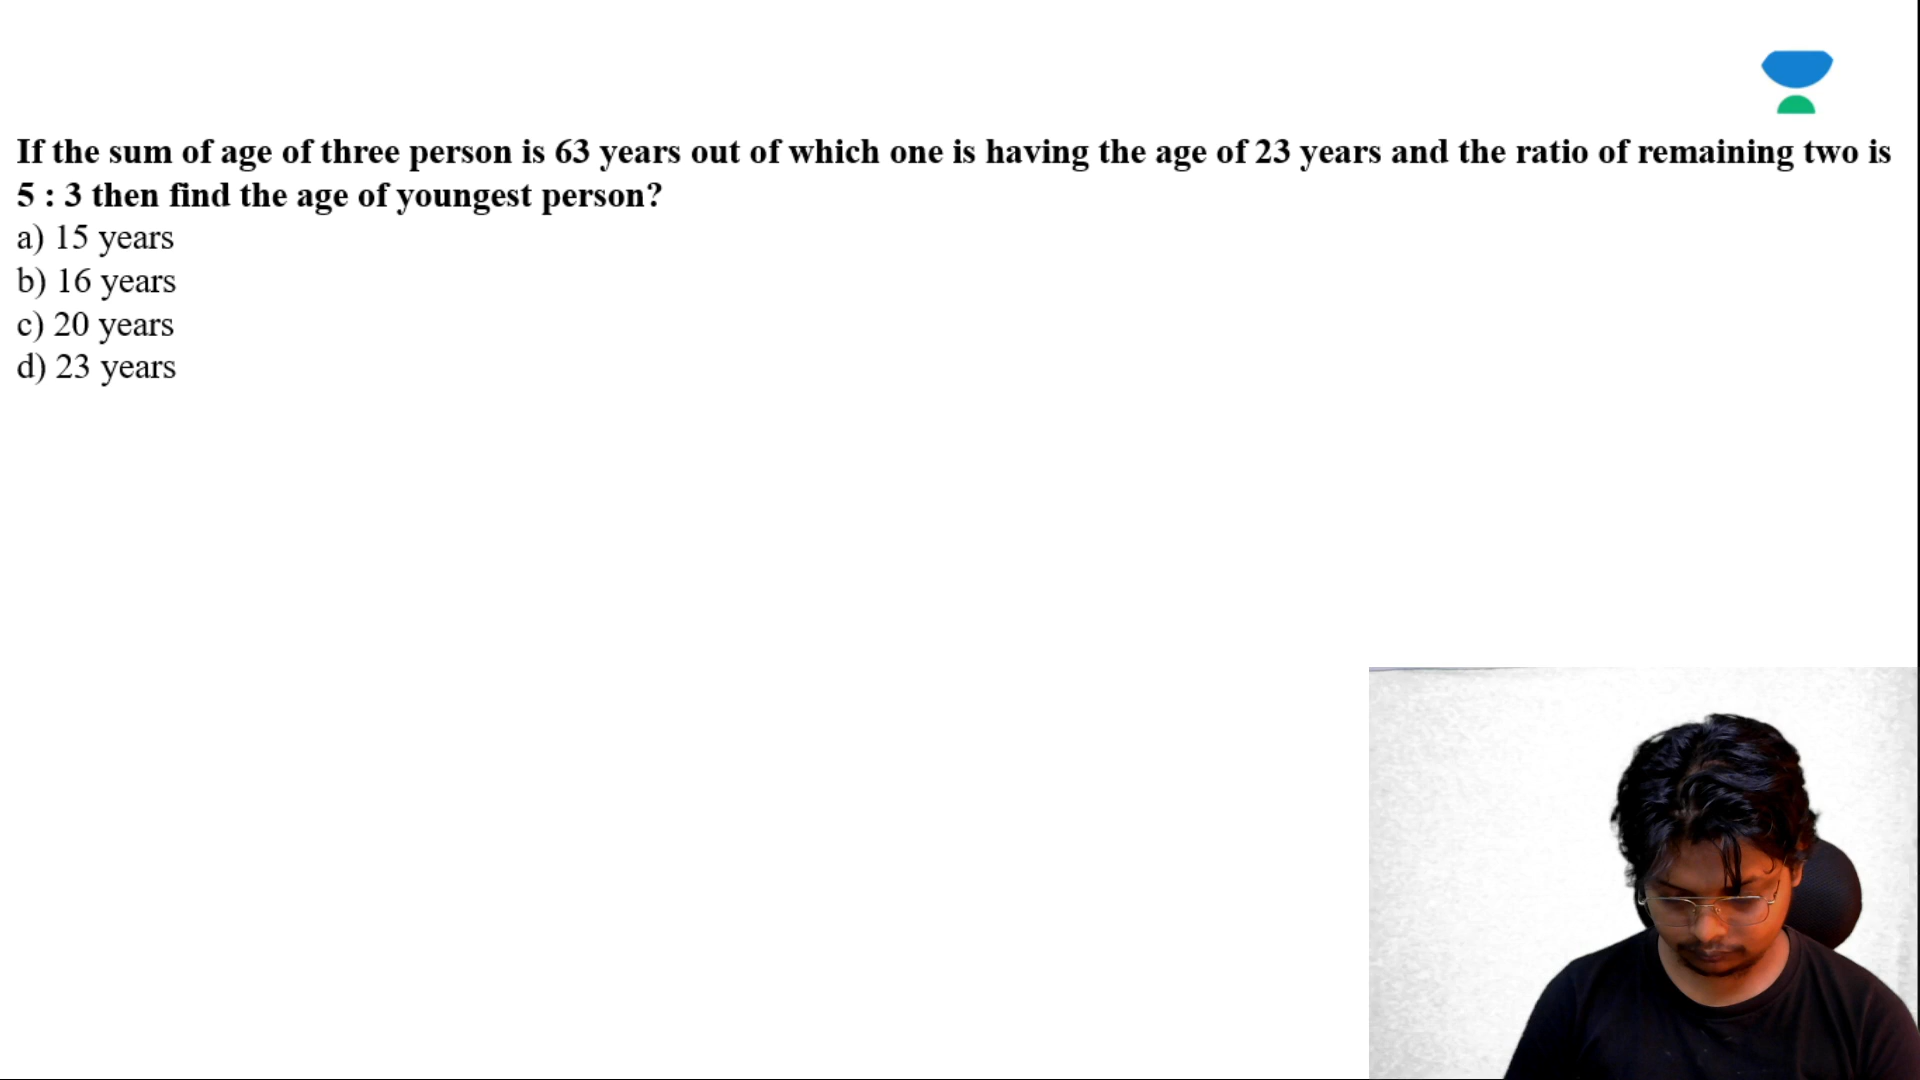 If the sum of age of three person is 63 years out of which one is having the age of 23 years and the ratio of remaining two is
5 : 3 then find the age of youngest person?
a) 15 years
b) 16 years
c) 20 years
d) 23 years